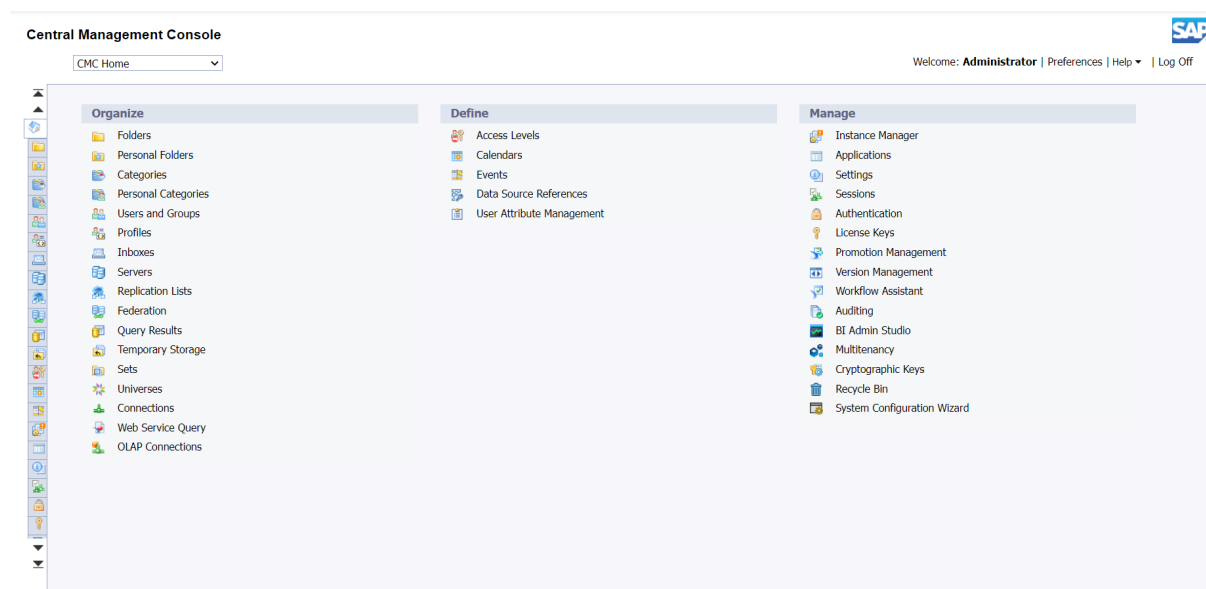 SAP
Central Management Console
CMC Home
Welcome: Administrator | Preferences | Help | Log Off
Organize
Folders
Personal Folders
Categories
Personal Categories
Users and Groups
Profiles
Inboxes
Servers
Replication Lists
Federation
Query Results
Temporary Storage
Sets
Universes
Connections
Web Service Query
OLAP Connections
Define
Access Levels
Calendars
Events
Data Source References
User Attribute Management
Manage
Instance Manager
Applications
Settings
Sessions
Authentication
License Keys
Promotion Management
Version Management
Workflow Assistant
Auditing
BI Admin Studio
Multitenancy
Cryptographic Keys
Recycle Bin
System Configuration Wizard